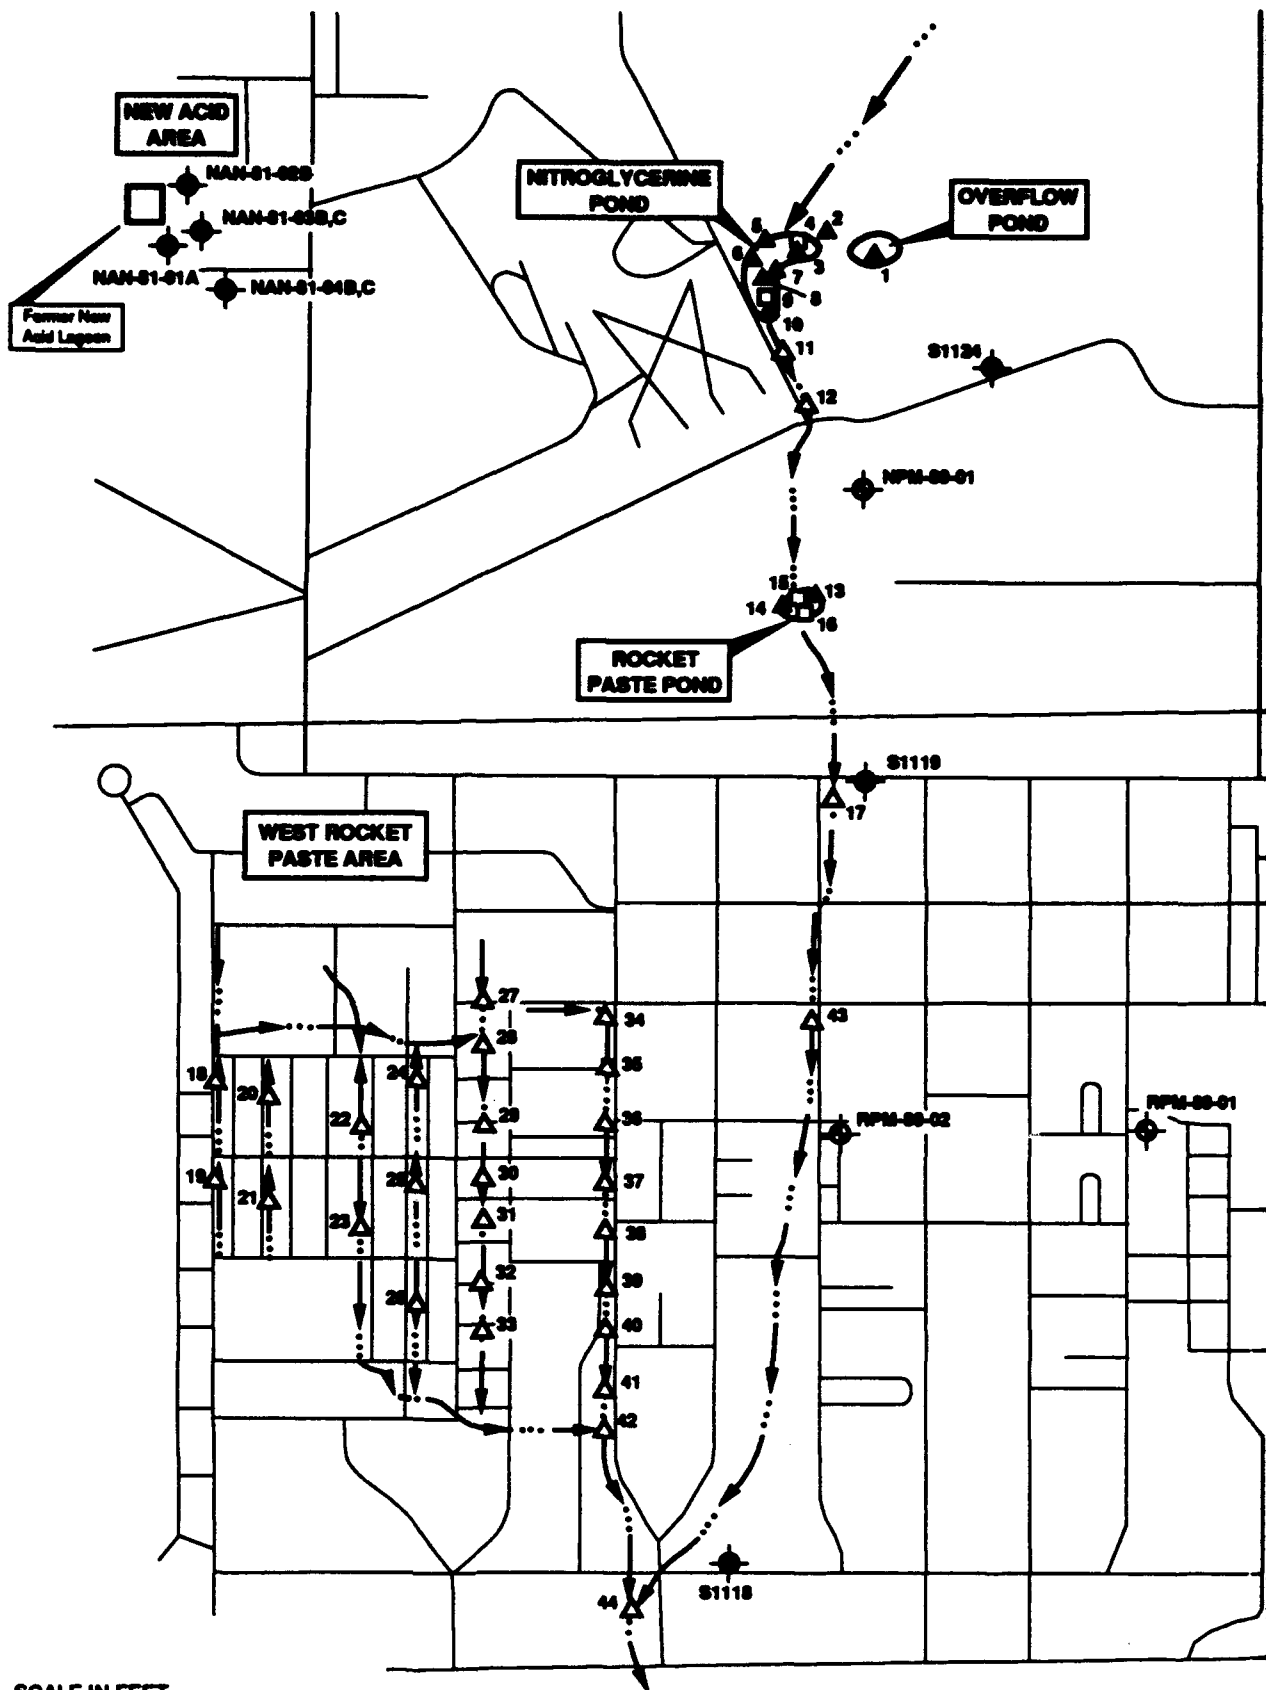 NEW ACID
AREA
NAN-81-02B
NAN-81-03B,C
NAN-81-01A
NAN-81-04B,C
Former New
Acid Lagoon
NITROGLYCERINE
POND
OVERFLOW
POND
5
4
2
6
3
1
7
9
8
10
11
S1124
12
NPM-89-01
15
13
14
16
ROCKET
PASTE POND
S1119
17
WEST ROCKET
PASTE AREA
27
34
43
28
18
24
35
20
22
29
36
RPM-89-02
RPM-89-01
19
25
30
37
21
23
31
38
32
39
26
33
40
41
42
S1118
44
SCALE IN FEET